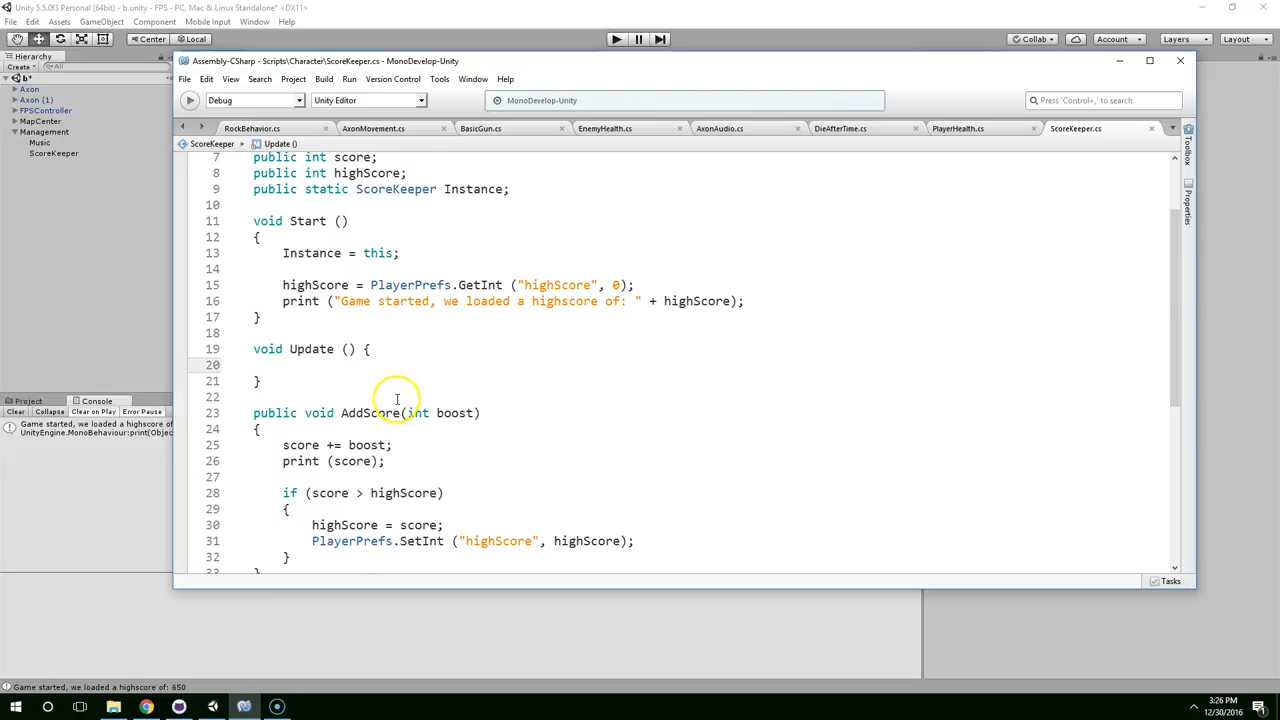 Unity 5.5.0f3 Personal (64bit) - b.unity - FPS - PC, Mac & Linux Standalone* <DX11>
File Edit Assets GameObject Component Mobile Input Window Help
Center Local Collab Account Layers Layout
Hierarchy
Create All
b*
Axon
Axon (1)
FPSController
MapCenter
Management
Music
ScoreKeeper
Assembly-CSharp - Scripts\Character\ScoreKeeper.cs - MonoDevelop-Unity
File Edit View Search Project Build Run Version Control Tools Window Help
Debug Unity Editor MonoDevelop-Unity Press 'Control+,' to search
RockBehavior.cs AxonMovement.cs BasicGun.cs EnemyHealth.cs AxonAudio.cs DieAfterTime.cs PlayerHealth.cs ScoreKeeper.cs
ScoreKeeper Update ()
Toolbox
Properties
7 public int score;
8 public int highScore;
9 public static ScoreKeeper Instance;
10
11 void Start ()
12 {
13 Instance = this;
14
15 highScore = PlayerPrefs.GetInt ("highScore", 0);
16 print ("Game started, we loaded a highscore of: " + highScore);
17 }
18
19 void Update () {
20
21 }
22
23 public void AddScore(int boost)
24 {
25 score += boost;
26 print (score);
27
28 if (score > highScore)
29 {
30 highScore = score;
31 PlayerPrefs.SetInt ("highScore", highScore);
32 }
33 }
Tasks
Project Console
Clear Collapse Clear on Play Error Pause
Game started, we loaded a highscore of
UnityEngine.MonoBehaviour:print(Objec
Game started, we loaded a highscore of: 650
3:26 PM
12/30/2016